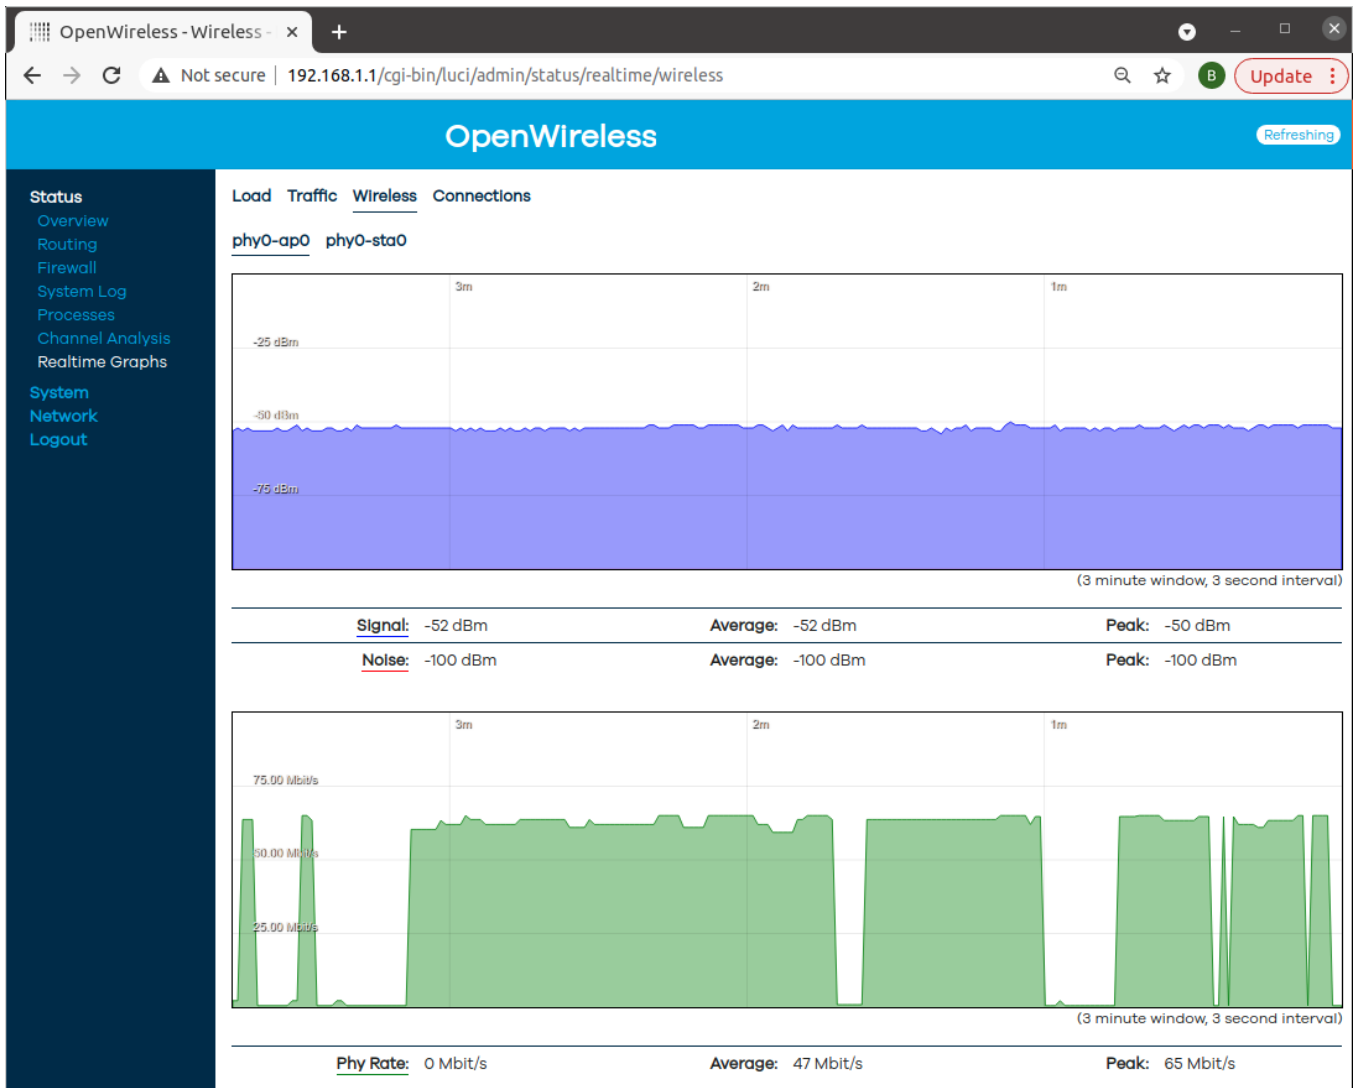 OpenWireless - Wireless -
Not secure | 192.168.1.1/cgi-bin/luci/admin/status/realtime/wireless
B
Update
OpenWireless
Refreshing
Status
Overview
Routing
Firewall
System Log
Processes
Channel Analysis
Realtime Graphs
System
Network
Logout
Load Traffic Wireless Connections
phy0-ap0 phy0-sta0
3m 2m 1m
-25 dBm
-50 dBm
-75 dBm
(3 minute window, 3 second interval)
Signal: -52 dBm Average: -52 dBm Peak: -50 dBm
Noise: -100 dBm Average: -100 dBm Peak: -100 dBm
3m 2m 1m
75.00 Mbit/s
50.00 Mbit/s
25.00 Mbit/s
(3 minute window, 3 second interval)
Phy Rate: 0 Mbit/s Average: 47 Mbit/s Peak: 65 Mbit/s